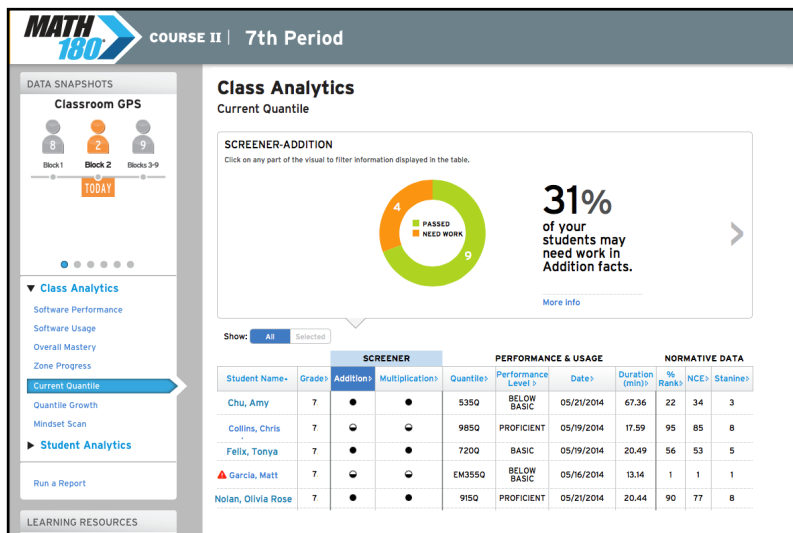 MATH
180
COURSE II | 7th Period
DATA SNAPSHOTS
Classroom GPS
8 2 9
Block 1 Block 2 Blocks 3-9
TODAY
Class Analytics
Software Performance
Software Usage
Overall Mastery
Zone Progress
Current Quantile
Quantile Growth
Mindset Scan
Student Analytics
Run a Report
LEARNING RESOURCES
Class Analytics
Current Quantile
SCREENER-ADDITION
Click on any part of the visual to filter information displayed in the table.
4
PASSED
NEED WORK
9
31%
of your
students may
need work in
Addition facts.
More info
Show: All Selected
SCREENER PERFORMANCE & USAGE NORMATIVE DATA
Student Name Grade Addition Multiplication Quantile Performance Level Date Duration (min) % Rank NCE Stanine
Chu, Amy 7 535Q BELOW BASIC 05/21/2014 67.36 22 34 3
Collins, Chris 7 985Q PROFICIENT 05/19/2014 17.59 95 85 8
Felix, Tonya 7 720Q BASIC 05/19/2014 20.49 56 53 5
Garcia, Matt 7 EM355Q BELOW BASIC 05/16/2014 13.14 1 1 1
Nolan, Olivia Rose 7 915Q PROFICIENT 05/21/2014 20.44 90 77 8